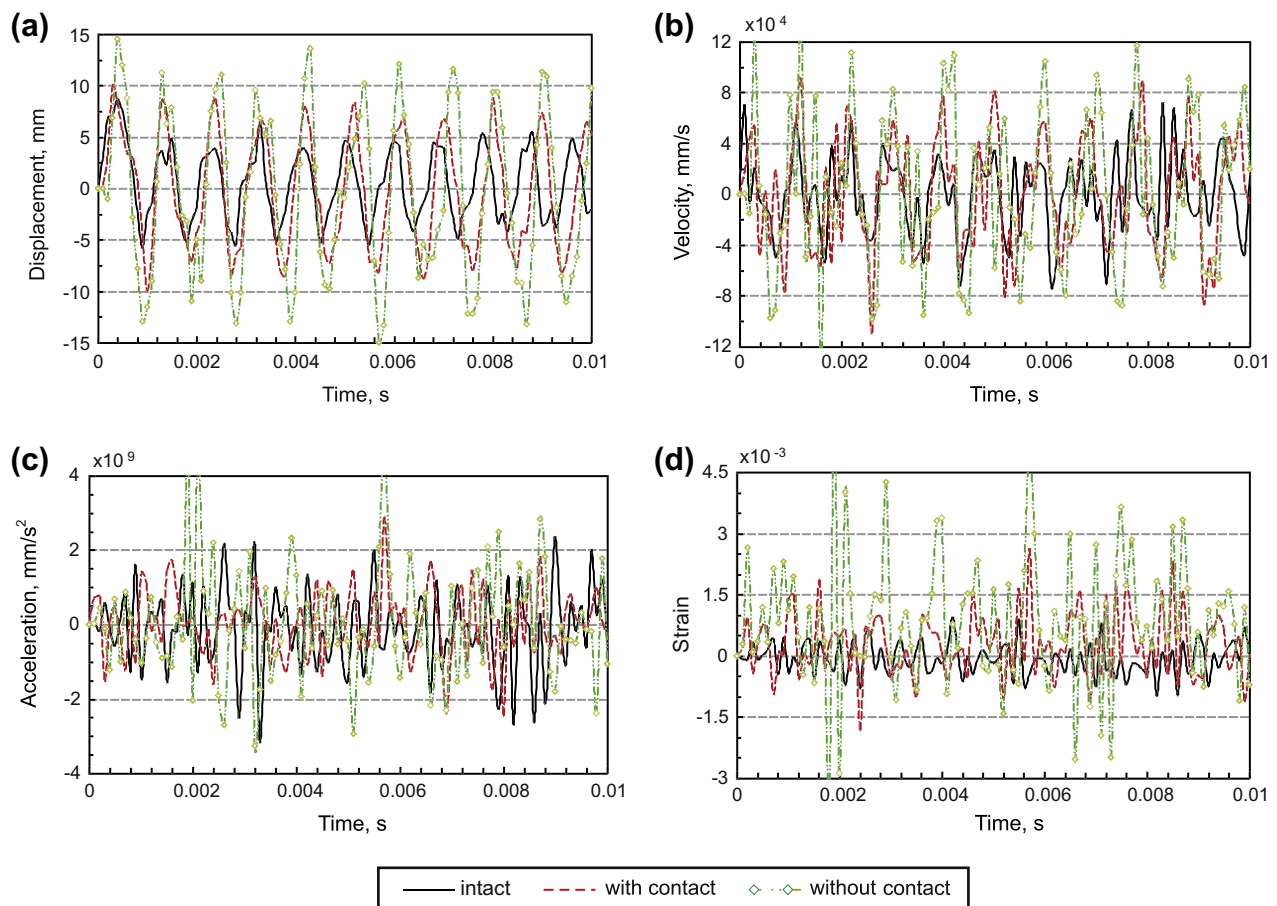 (a)
15
10
5
0
-5
-10
-15
Displacement, mm
0
0.002
0.004
0.006
0.008
0.01
Time, s
(b)
x10 4
12
8
4
0
-4
-8
-12
Velocity, mm/s
0
0.002
0.004
0.006
0.008
0.01
Time, s
(c)
x10 9
4
2
0
-2
-4
Acceleration, mm/s²
0
0.002
0.004
0.006
0.008
0.01
Time, s
(d)
x10 -3
4.5
3
1.5
0
-1.5
-3
Strain
0
0.002
0.004
0.006
0.008
0.01
Time, s
intact
with contact
without contact